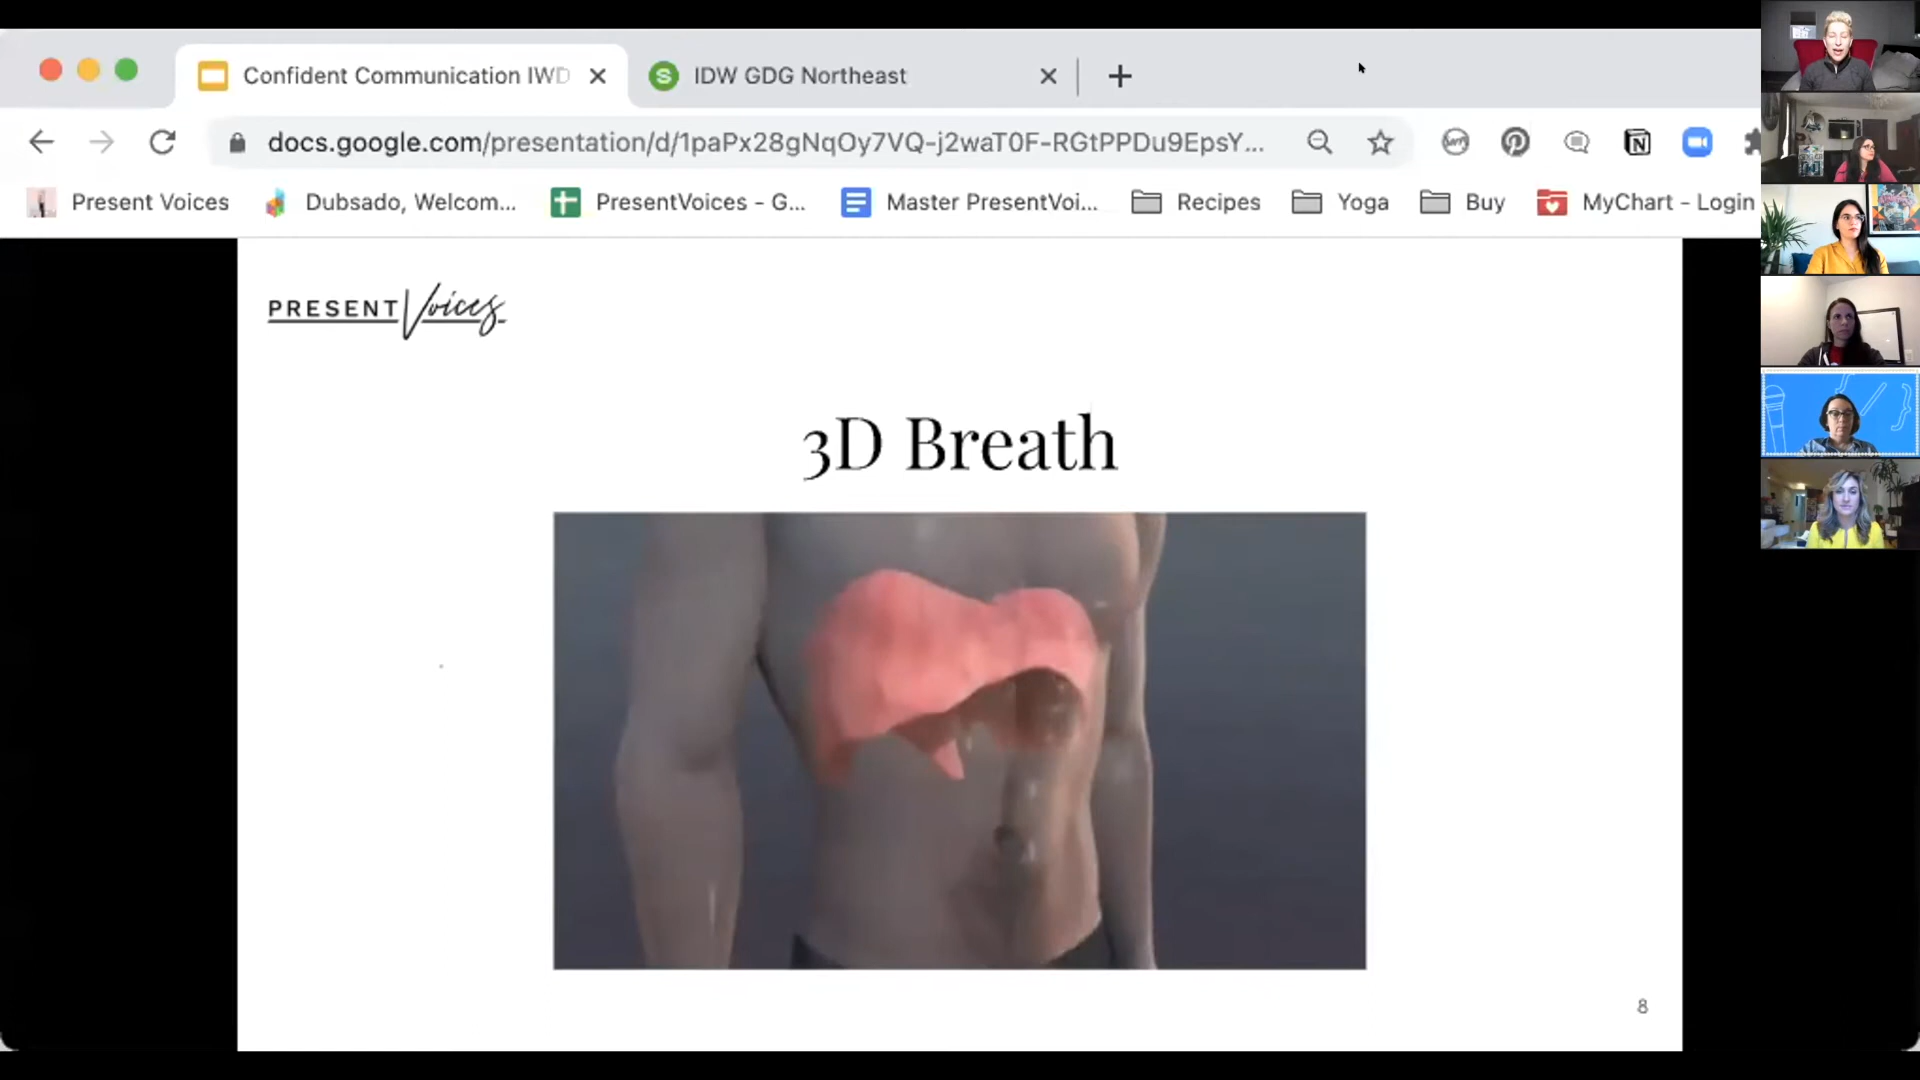 Confident Communication IWD
IDW GDG Northeast
docs.google.com/presentation/d/1paPx28gNqOy7VQ-j2waT0F-RGtPPDu9EpsY...
Present Voices
Dubsado, Welcom...
PresentVoices - G...
Master PresentVoi...
Recipes
Yoga
Buy
MyChart - Login
PRESENT Voices
3D Breath
8